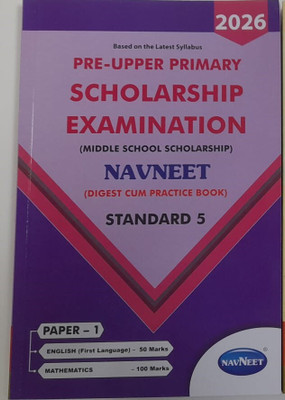 2026
Based on the Latest Syllabus
PRE-UPPER PRIMARY
SCHOLARSHIP
EXAMINATION
(MIDDLE SCHOOL SCHOLARSHIP)
NAVNEET
(DIGEST CUM PRACTICE BOOK)
STANDARD 5
PAPER – 1
ENGLISH (First Language) – 50 Marks
MATHEMATICS – 100 Marks
NAVNEET